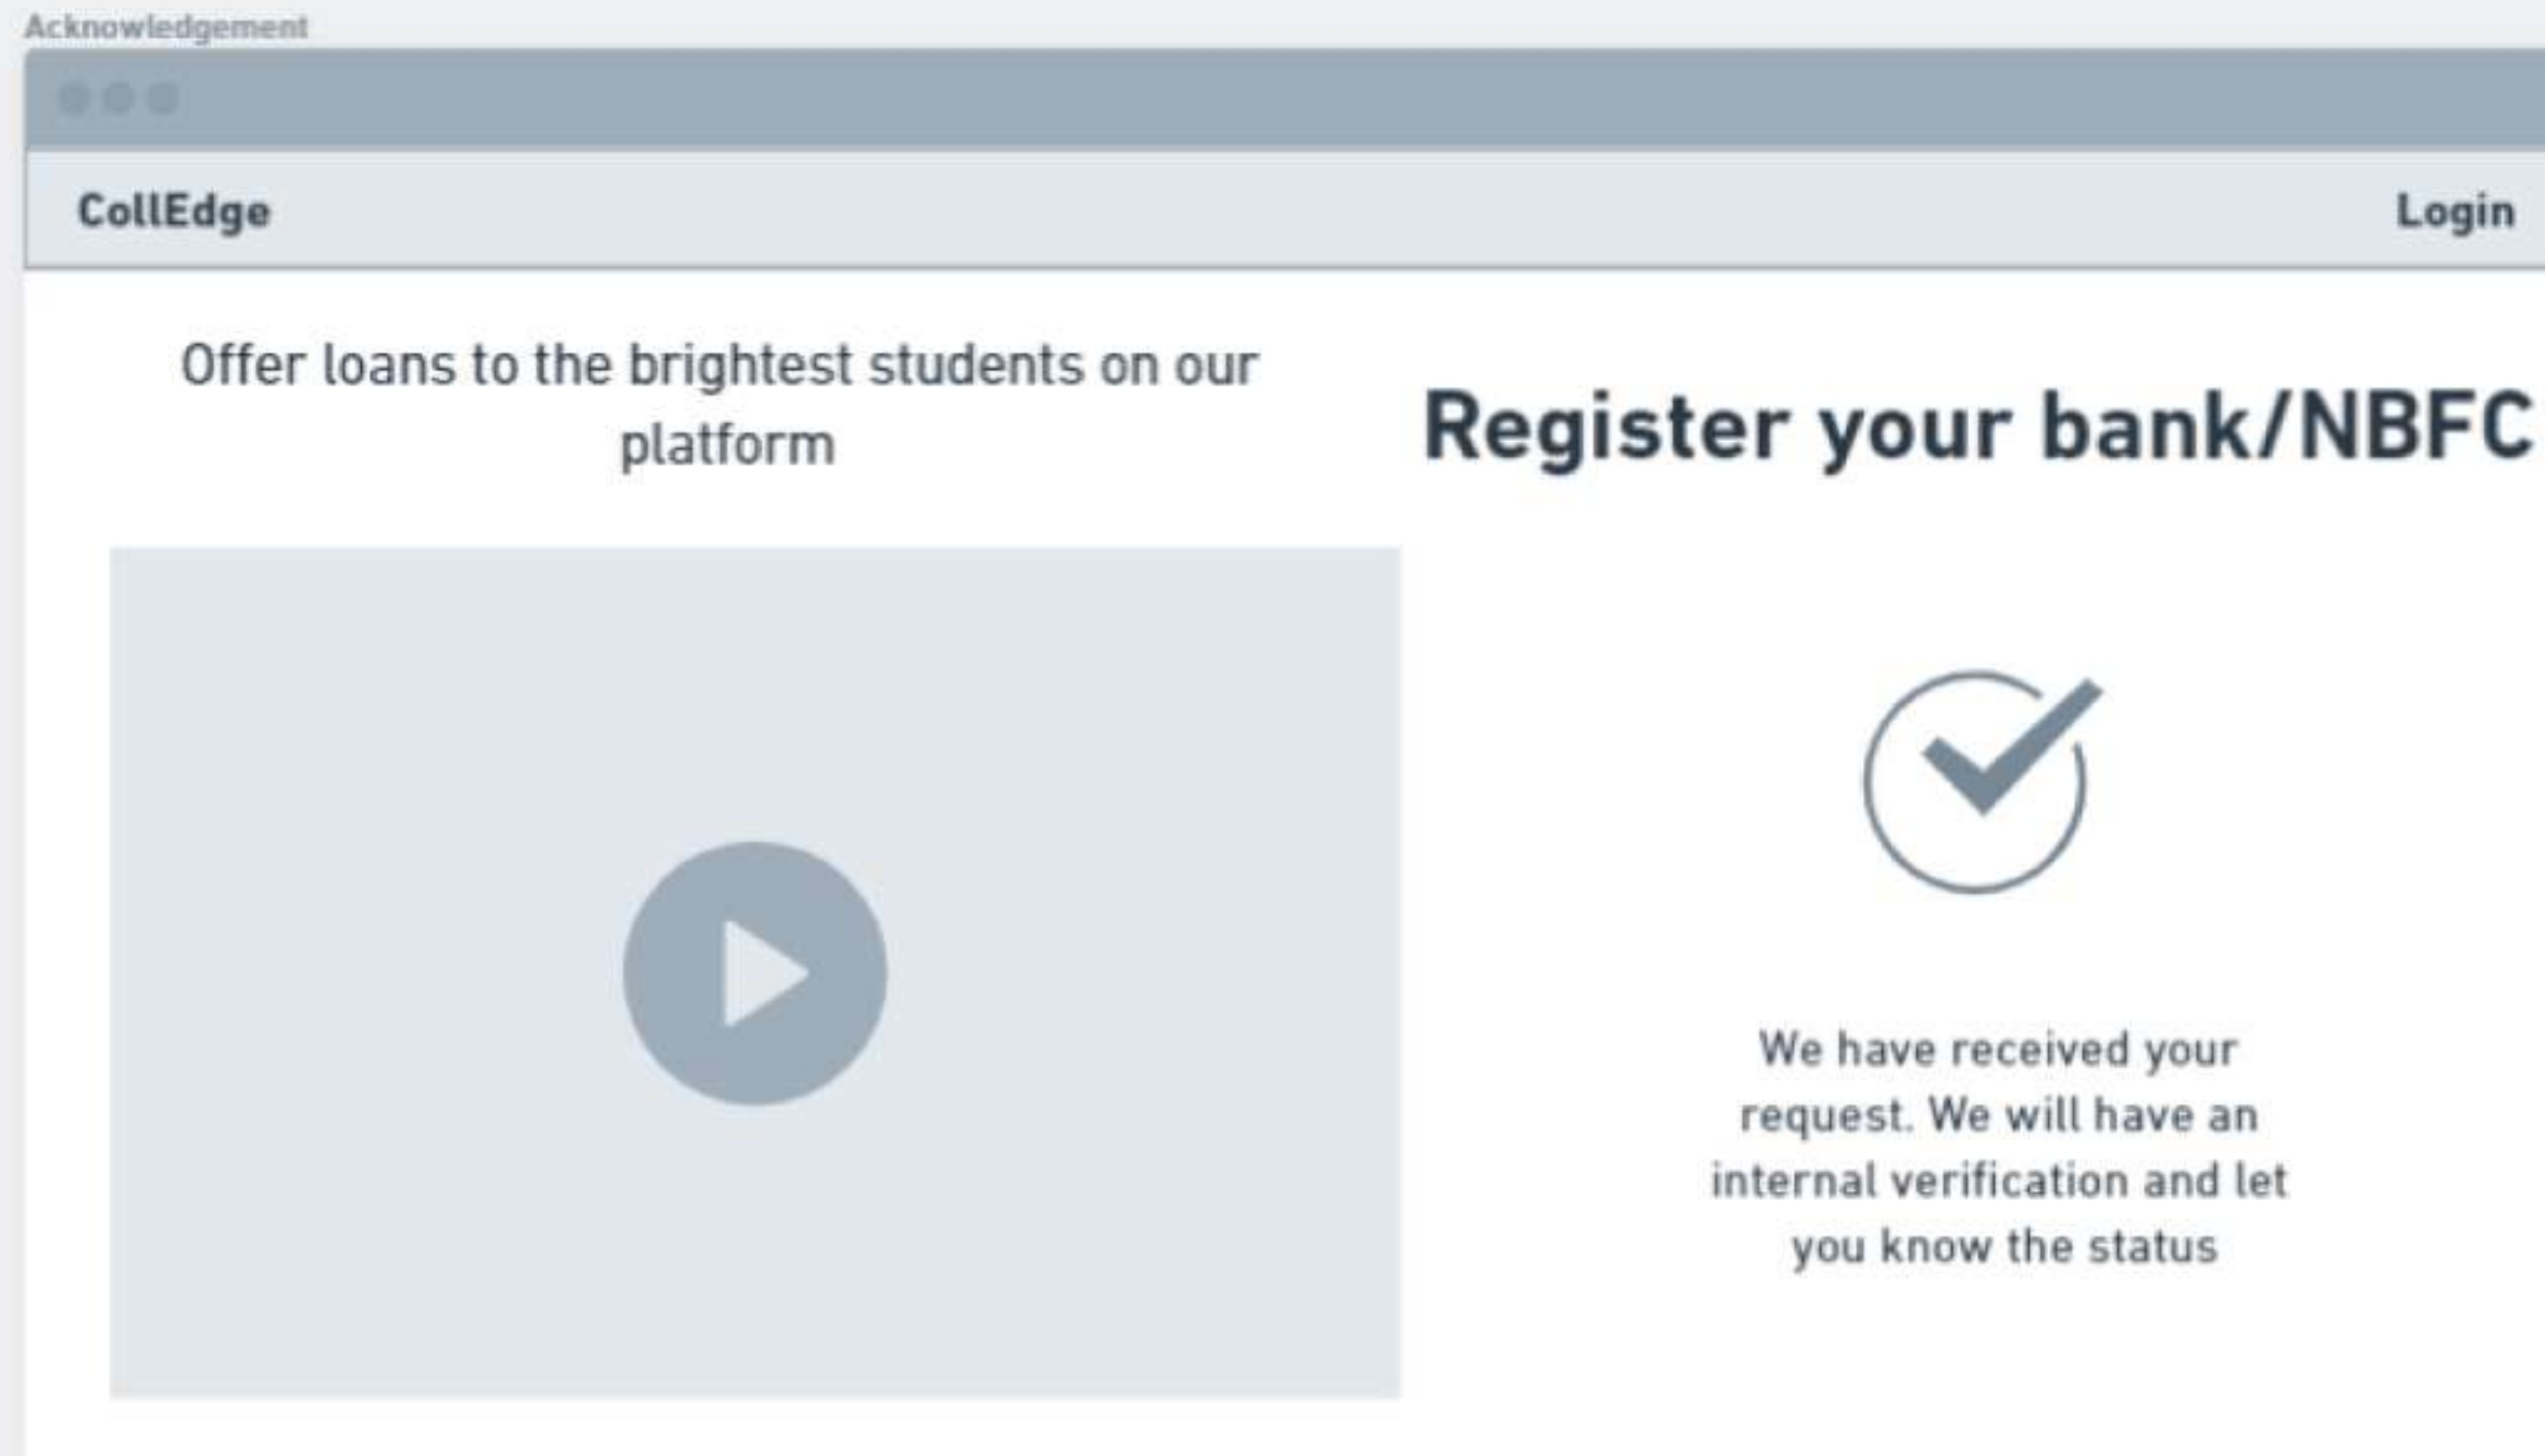 Acknowledgement
CollEdge
Login
Offer loans to the brightest students on our
platform
Register your bank/NBFC
We have received your
request. We will have an
internal verification and let
you know the status